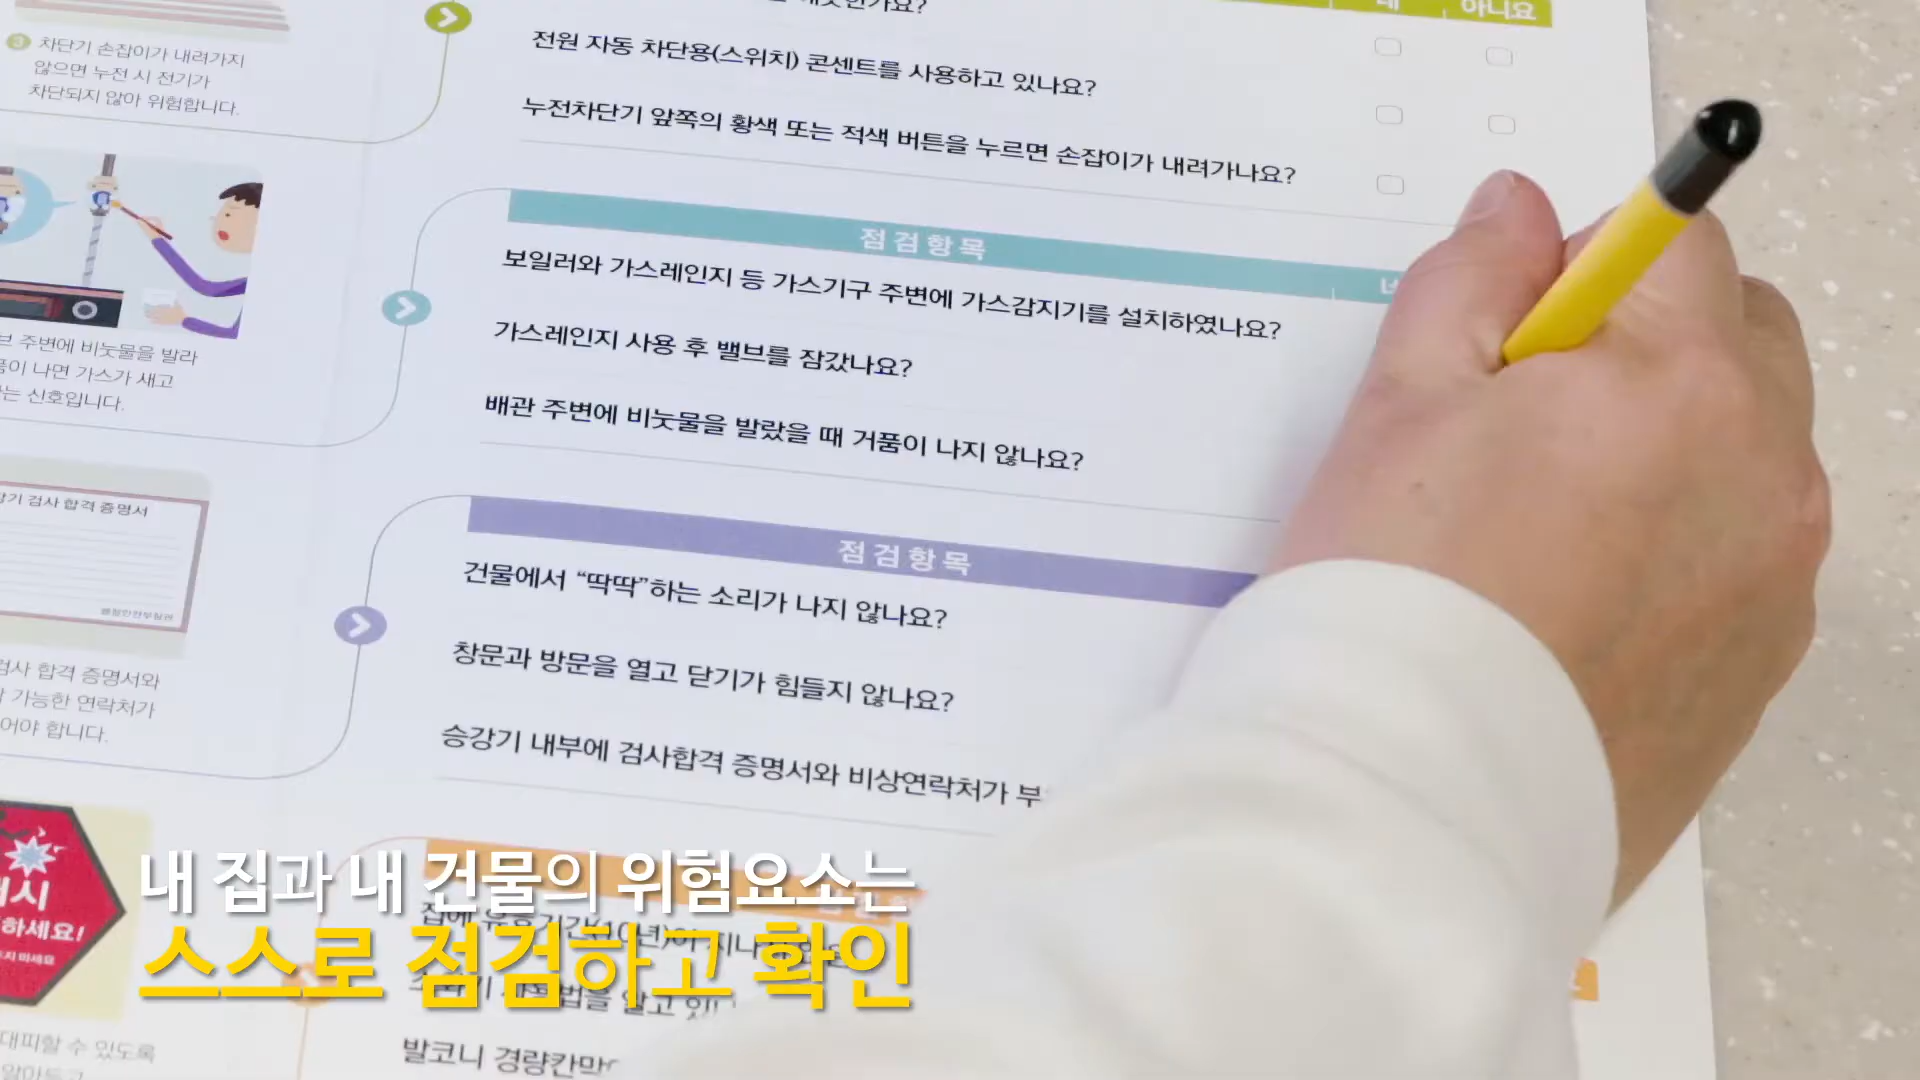 네 아니요
전원 자동 차단용(스위치) 콘센트를 사용하고 있나요?
누전차단기 앞쪽의 황색 또는 적색 버튼을 누르면 손잡이가 내려가나요?
3 차단기 손잡이가 내려가지
않으면 누전 시 전기가
차단되지 않아 위험합니다.
점검항목
보일러와 가스레인지 등 가스기구 주변에 가스감지기를 설치하였나요?
가스레인지 사용 후 밸브를 잠갔나요?
배관 주변에 비눗물을 발랐을 때 거품이 나지 않나요?
주변에 비눗물을 발라
나면 가스가 새고
신호입니다.
점검항목
건물에서 “딱딱”하는 소리가 나지 않나요?
창문과 방문을 열고 닫기가 힘들지 않나요?
승강기 내부에 검사합격 증명서와 비상연락처가
검사 합격 증명서
행정안전부장관
합격 증명서와
가능한 연락처가
합니다.
하세요!
대피할 수 있도록
집에
발코니
내 집과 내 건물의 위험요소는
스스로 점검하고 확인